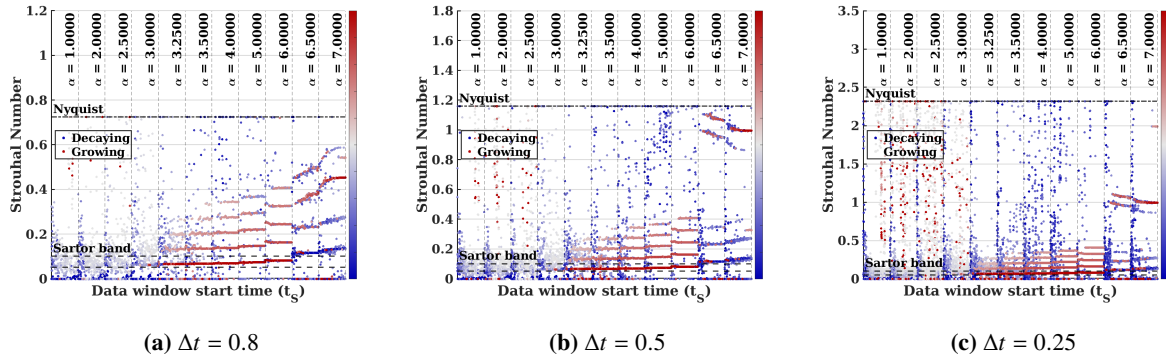 Strouhal Number
1.2
1
0.8
0.6
0.4
0.2
0
α = 1.0000
α = 2.0000
α = 2.5000
α = 3.0000
α = 3.2500
α = 3.5000
α = 4.0000
α = 5.0000
α = 6.0000
α = 6.5000
α = 7.0000
Nyquist
Decaying
Growing
Sartor band
Data window start time (tS)
(a) Δt = 0.8
Strouhal Number
1.8
1.6
1.4
1.2
1
0.8
0.6
0.4
0.2
0
α = 1.0000
α = 2.0000
α = 2.5000
α = 3.0000
α = 3.2500
α = 3.5000
α = 4.0000
α = 5.0000
α = 6.0000
α = 6.5000
α = 7.0000
Nyquist
Decaying
Growing
Sartor band
Data window start time (tS)
(b) Δt = 0.5
Strouhal Number
3.5
3
2.5
2
1.5
1
0.5
0
α = 1.0000
α = 2.0000
α = 2.5000
α = 3.0000
α = 3.2500
α = 3.5000
α = 4.0000
α = 5.0000
α = 6.0000
α = 6.5000
α = 7.0000
Nyquist
Decaying
Growing
Sartor band
Data window start time (tS)
(c) Δt = 0.25